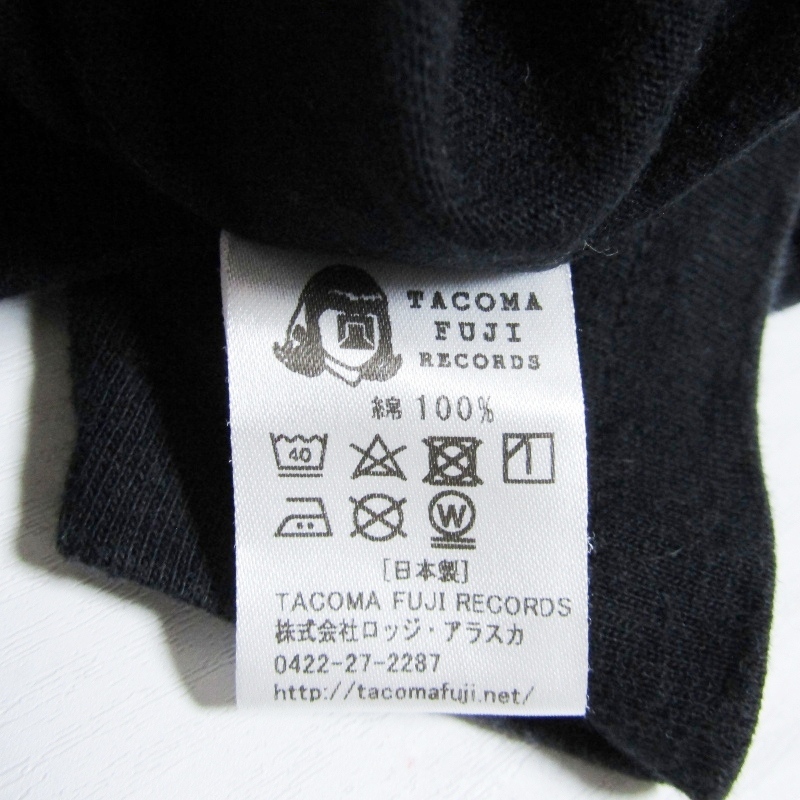 TACOMA
FUJI
RECORDS
綿 100%
40
W
[日本製]
TACOMA FUJI RECORDS
株式会社ロッジ・アラスカ
0422-27-2287
http://tacomafuji.net/